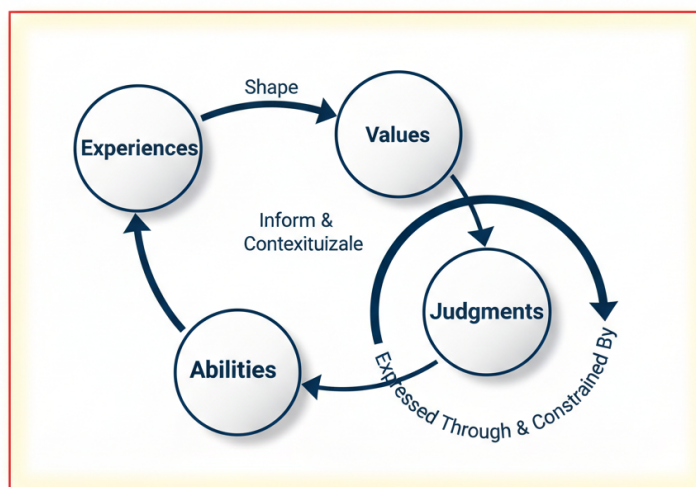 Shape
Experiences
Values
Inform &
Contexituizale
Judgments
Abilities
Expressed Through & Constrained By